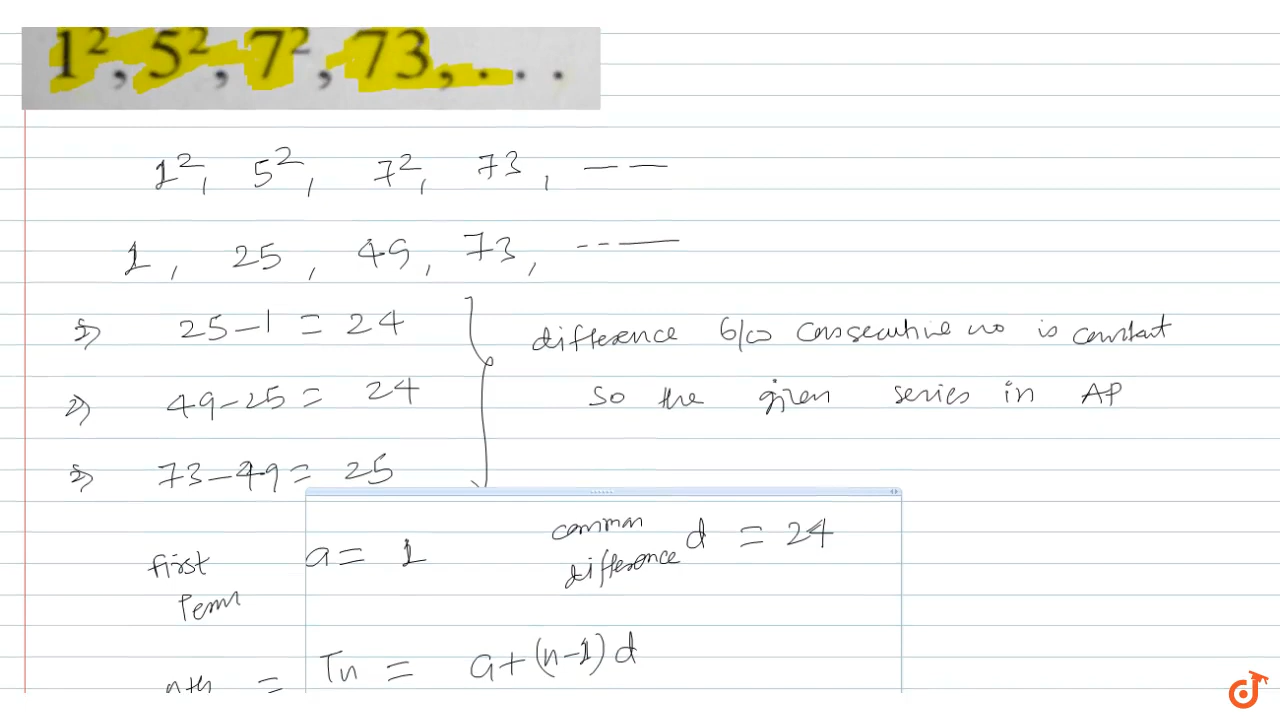 1², 5², 7², 73, . . .
1², 5², 7², 73, — —
1, 25, 49, 73, - - —
⇒ 25-1 = 24
⇒ 49-25 = 24
⇒ 73-49 = 25
difference b/w consecutive no is constant
so the given series in AP
first term a = 1
common difference d = 24
nth = Tn = a+(n-1)d